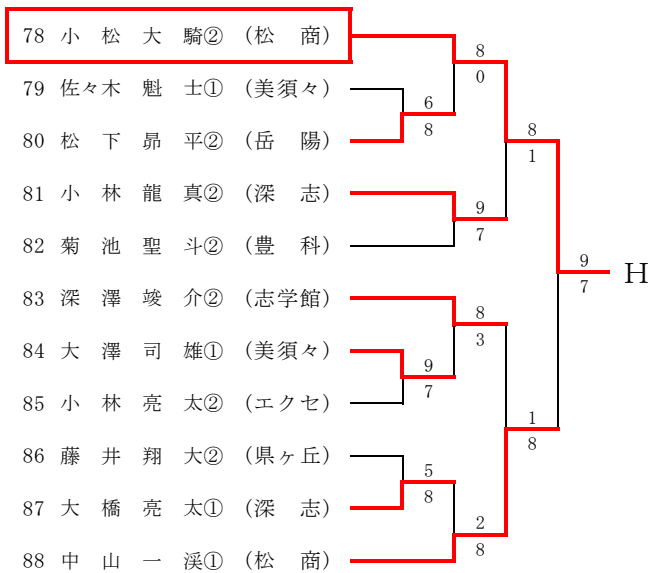 78 小 松 大 騎② (松 商)
8
0
79 佐々木 魁 士① (美須々)
6
8
80 松 下 昴 平② (岳 陽)
8
1
81 小 林 龍 真② (深 志)
9
7
82 菊 池 聖 斗② (豊 科)
9
7
H
83 深 澤 竣 介② (志学館)
8
3
84 大 澤 司 雄① (美須々)
9
7
85 小 林 亮 太② (エクセ)
1
8
86 藤 井 翔 大② (県ヶ丘)
5
8
87 大 橋 亮 太① (深 志)
2
8
88 中 山 一 渓① (松 商)